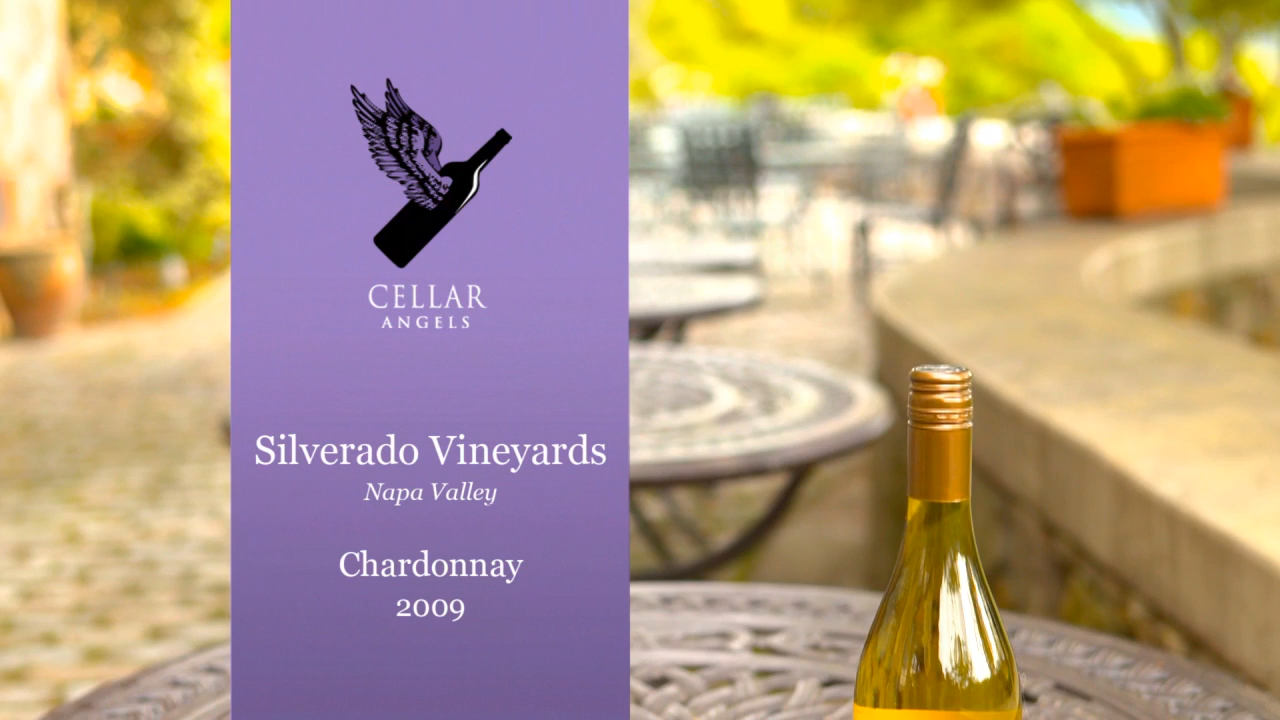 CELLAR
ANGELS
Silverado Vineyards
Napa Valley
Chardonnay
2009